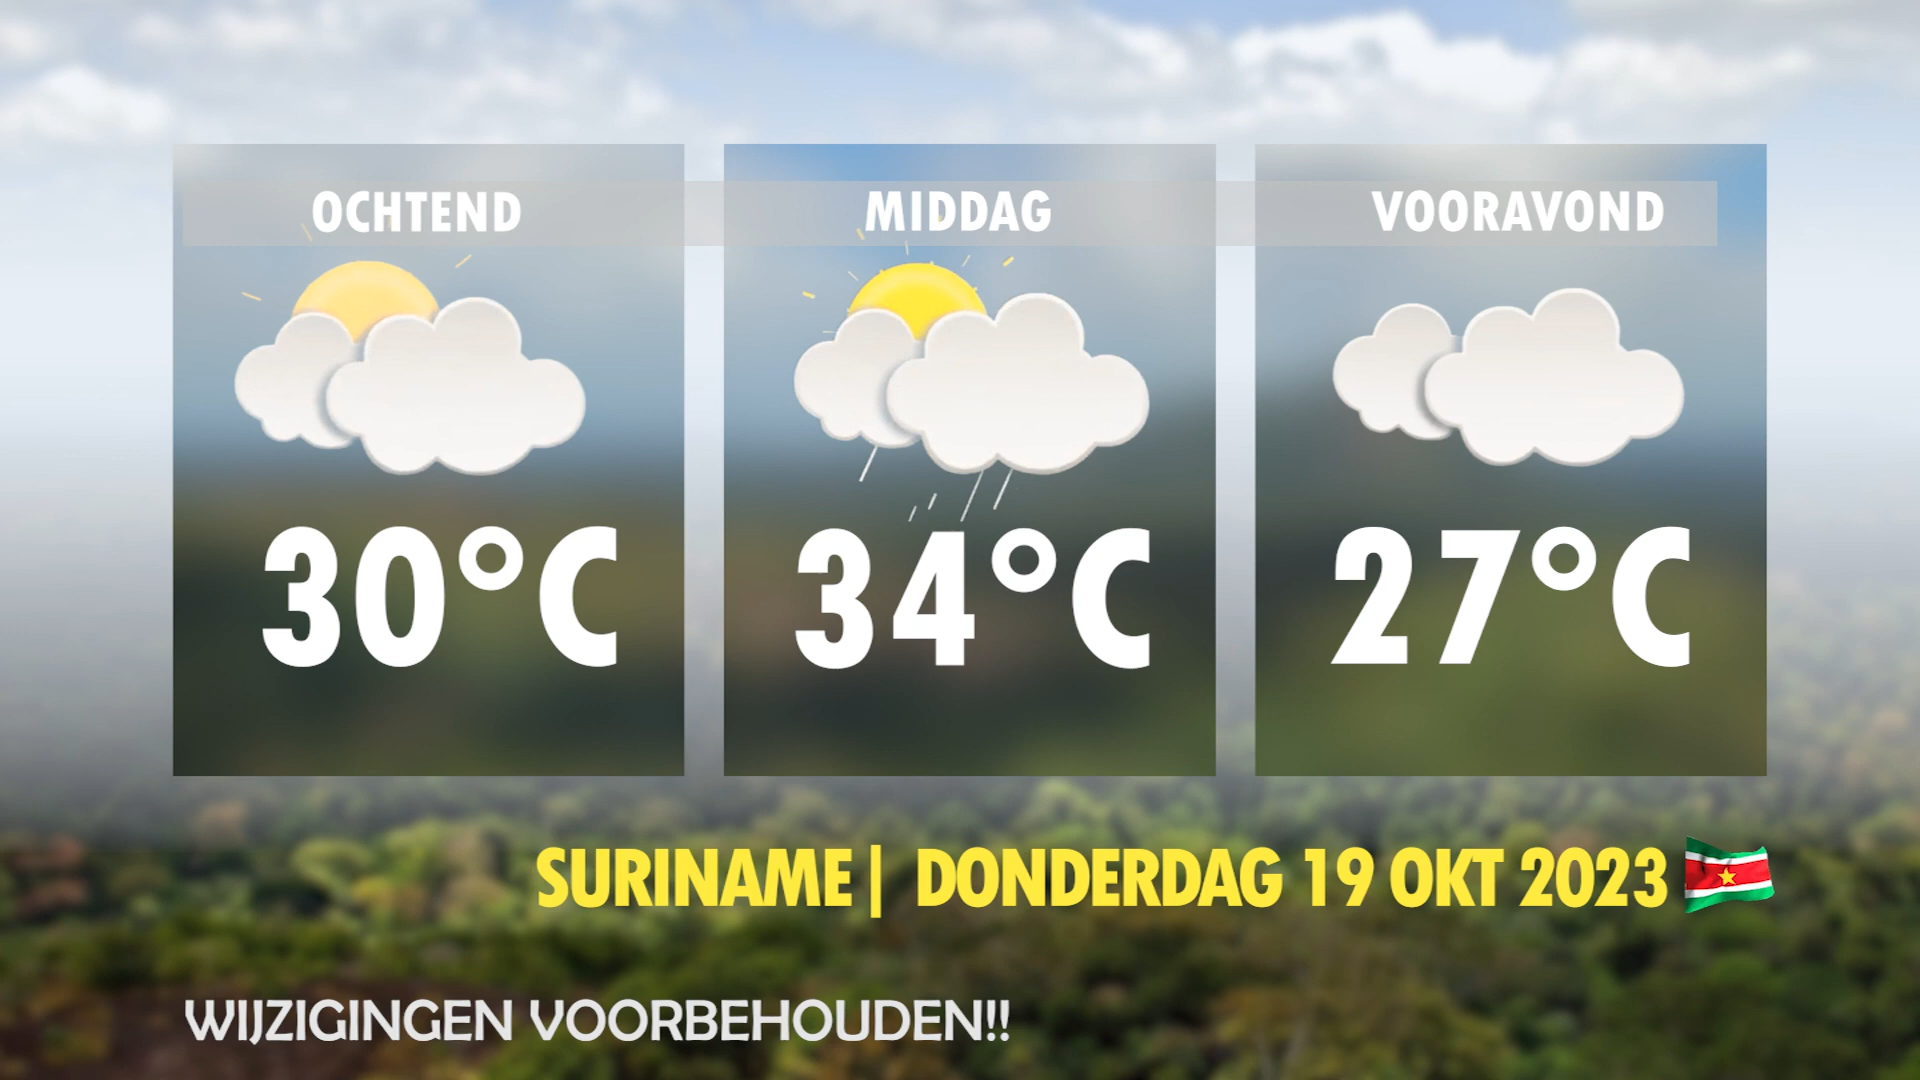 OCHTEND MIDDAG VOORAVOND
30°C 34°C 27°C
SURINAME| DONDERDAG 19 OKT 2023
WIJZIGINGEN VOORBEHOUDEN!!